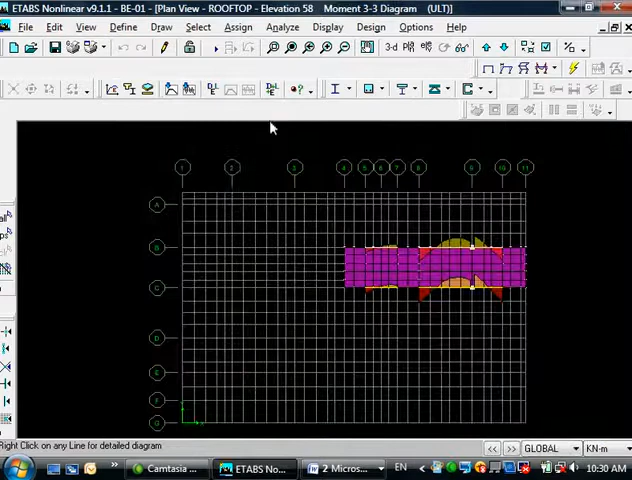 ETABS Nonlinear v9.1.1 - BE-01 - [Plan View - ROOFTOP - Elevation 58 Moment 3-3 Diagram (ULT)]
File Edit View Define Draw Select Assign Analyze Display Design Options Help
3-d
1 2 3 4 5 6 7 8 9 10 11
A
B
C
D
E
F
G
all
ps
Right Click on any Line for detailed diagram
GLOBAL
KN-m
Camtasia
ETABS No...
2 Micros...
EN
10:30 AM